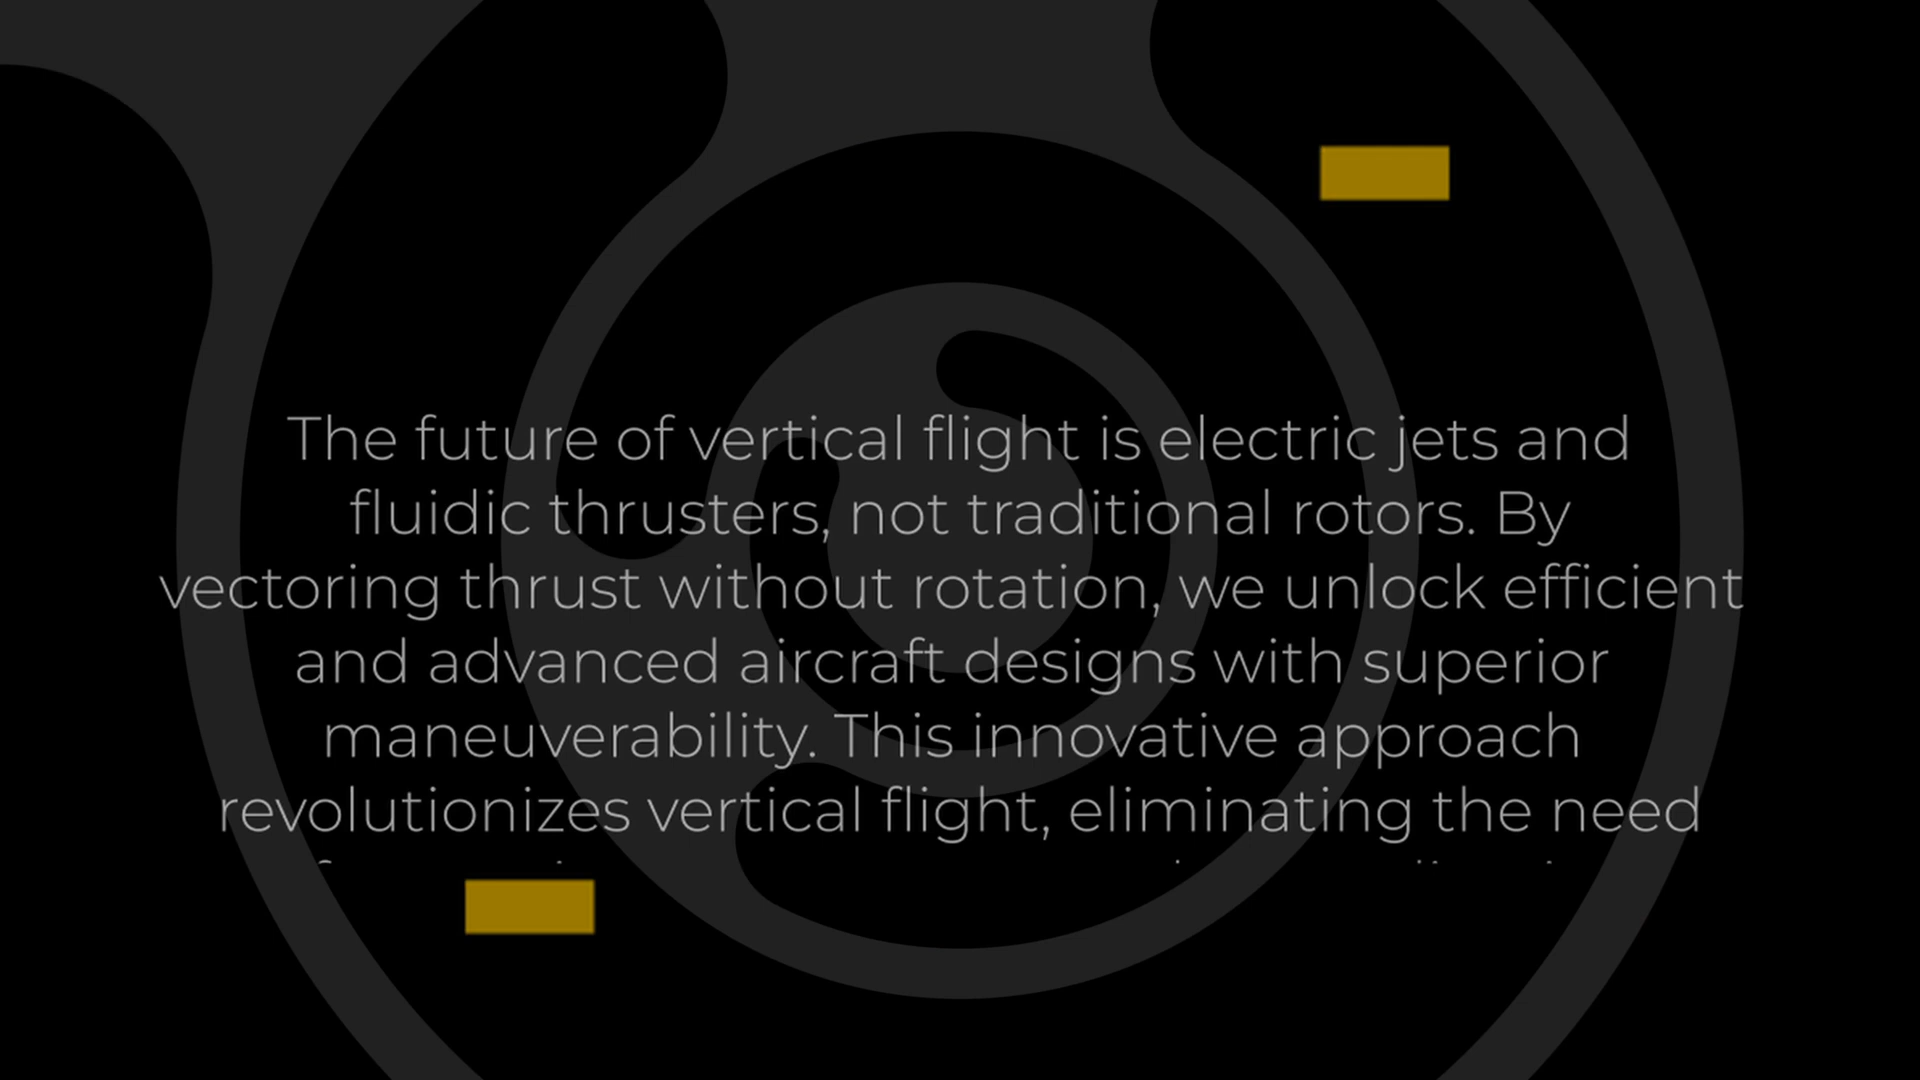 The future of vertical flight is electric jets and
fluidic thrusters, not traditional rotors. By
vectoring thrust without rotation, we unlock efficient
and advanced aircraft designs with superior
maneuverability. This innovative approach
revolutionizes vertical flight, eliminating the need